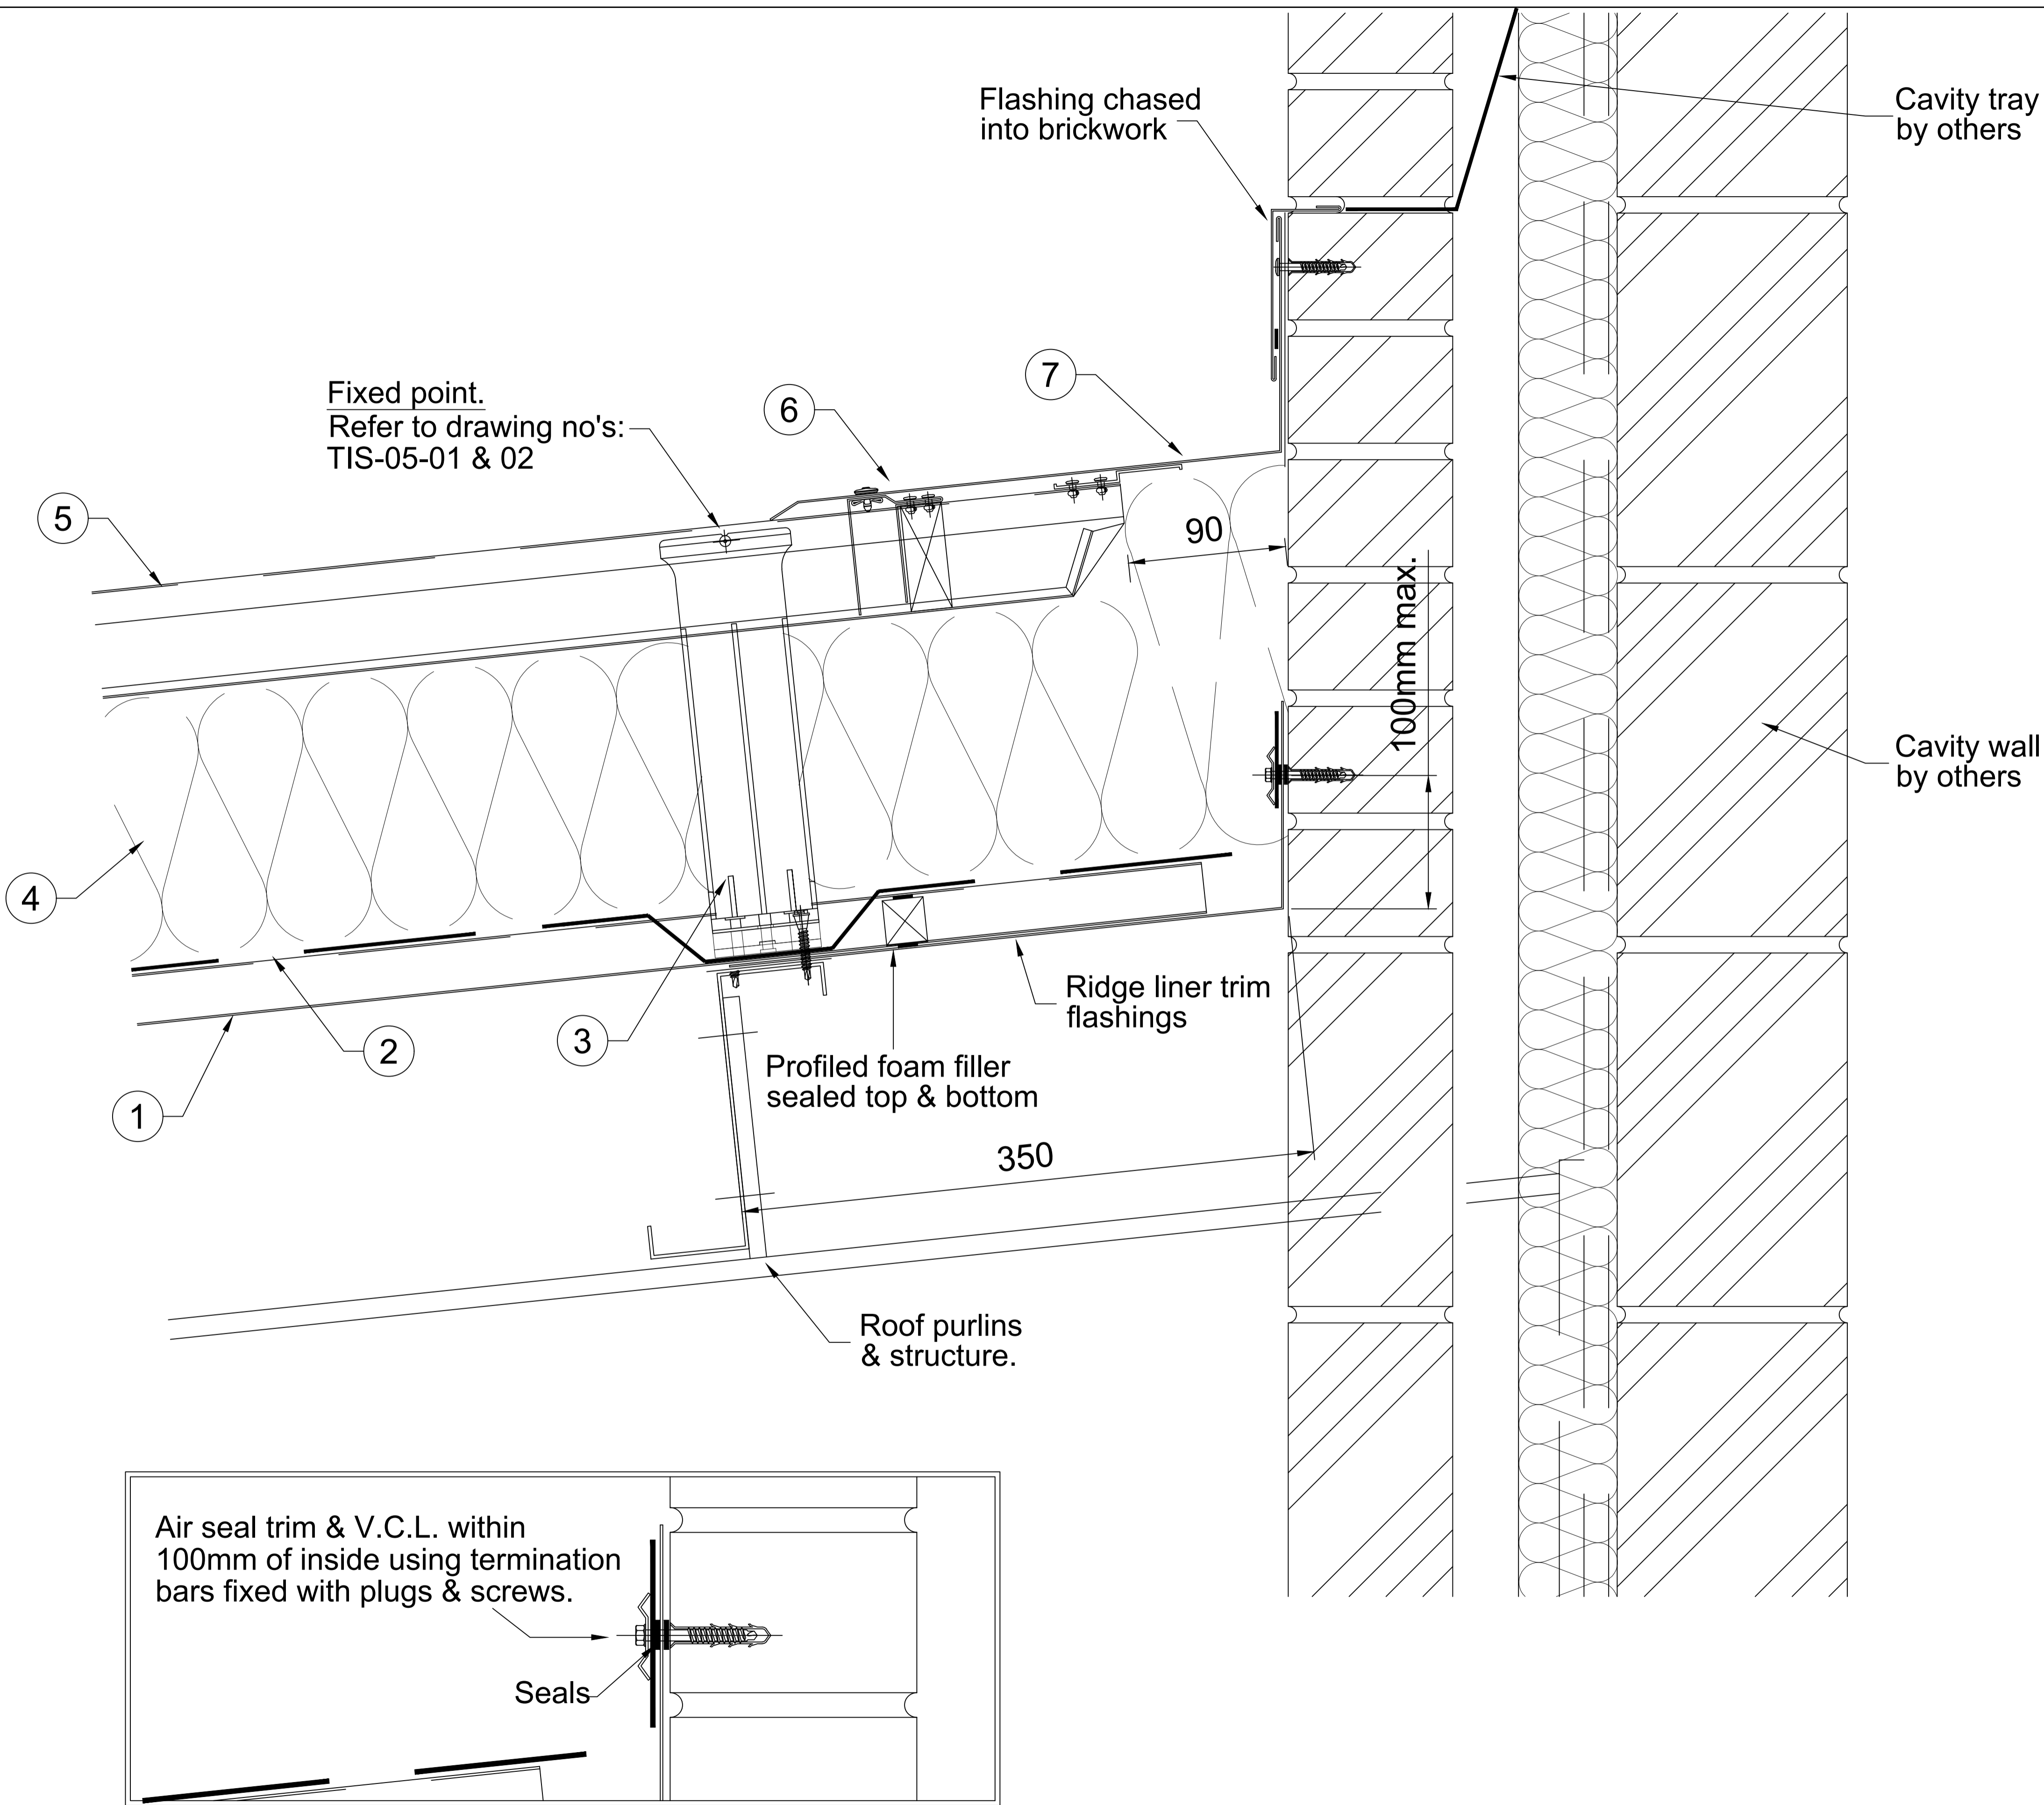 Flashing chased
into brickwork
Cavity tray
by others
7
Fixed point.
Refer to drawing no's:
TIS-05-01 & 02
6
5
90
100mm max.
Cavity wall
by others
4
3
2
1
Ridge liner trim
flashings
Profiled foam filler
sealed top & bottom
350
Roof purlins
& structure.
Air seal trim & V.C.L. within
100mm of inside using termination
bars fixed with plugs & screws.
Seals